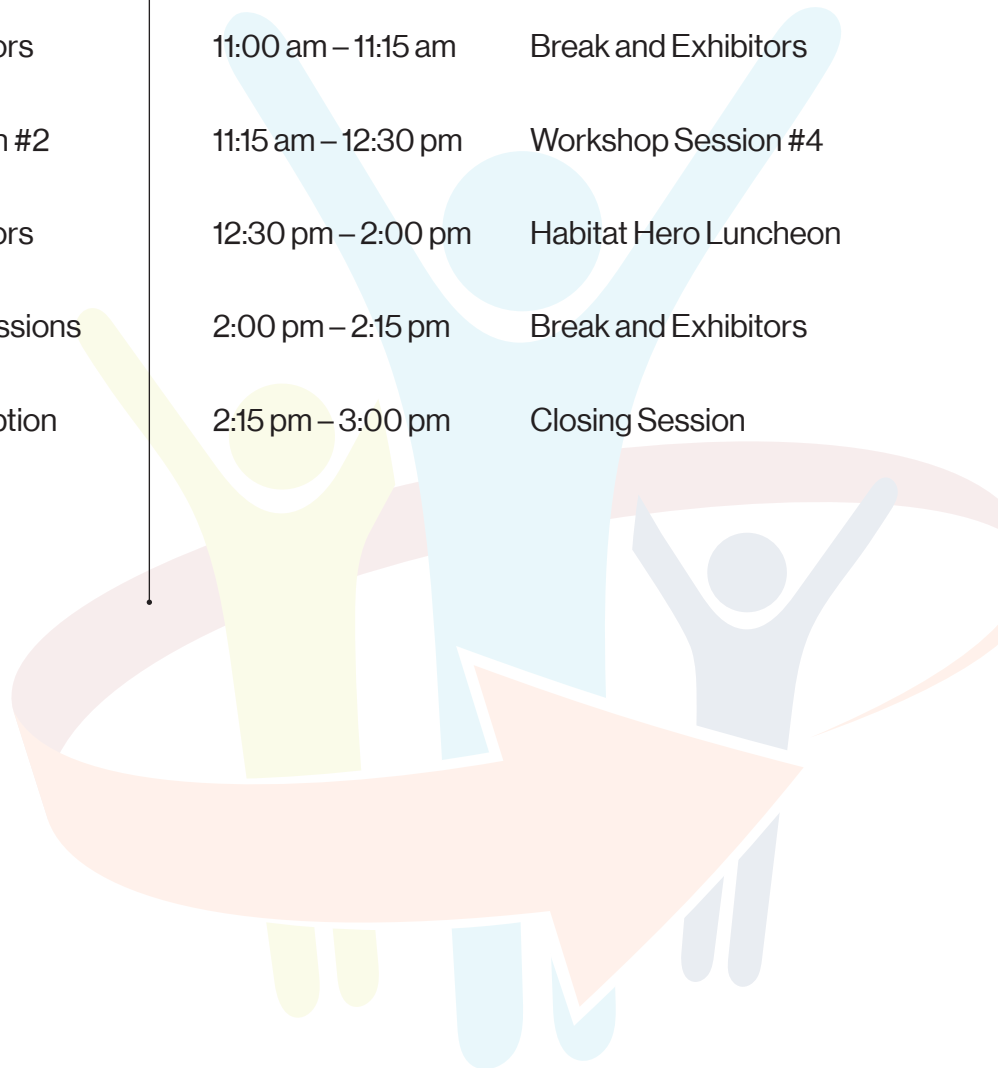 ors
11:00 am – 11:15 am Break and Exhibitors
n #2
11:15 am – 12:30 pm Workshop Session #4
ors
12:30 pm – 2:00 pm Habitat Hero Luncheon
ssions
2:00 pm – 2:15 pm Break and Exhibitors
ption
2:15 pm – 3:00 pm Closing Session